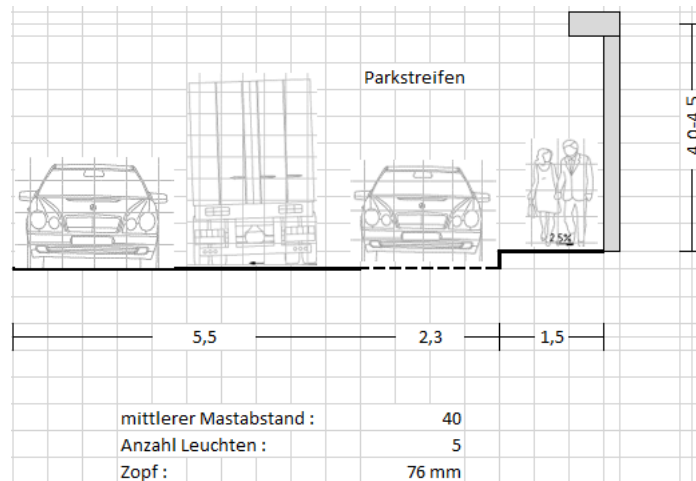 Parkstreifen
4,0-4,5
2.5%
5,5 2,3 1,5
mittlerer Mastabstand : 40
Anzahl Leuchten : 5
Zopf : 76 mm